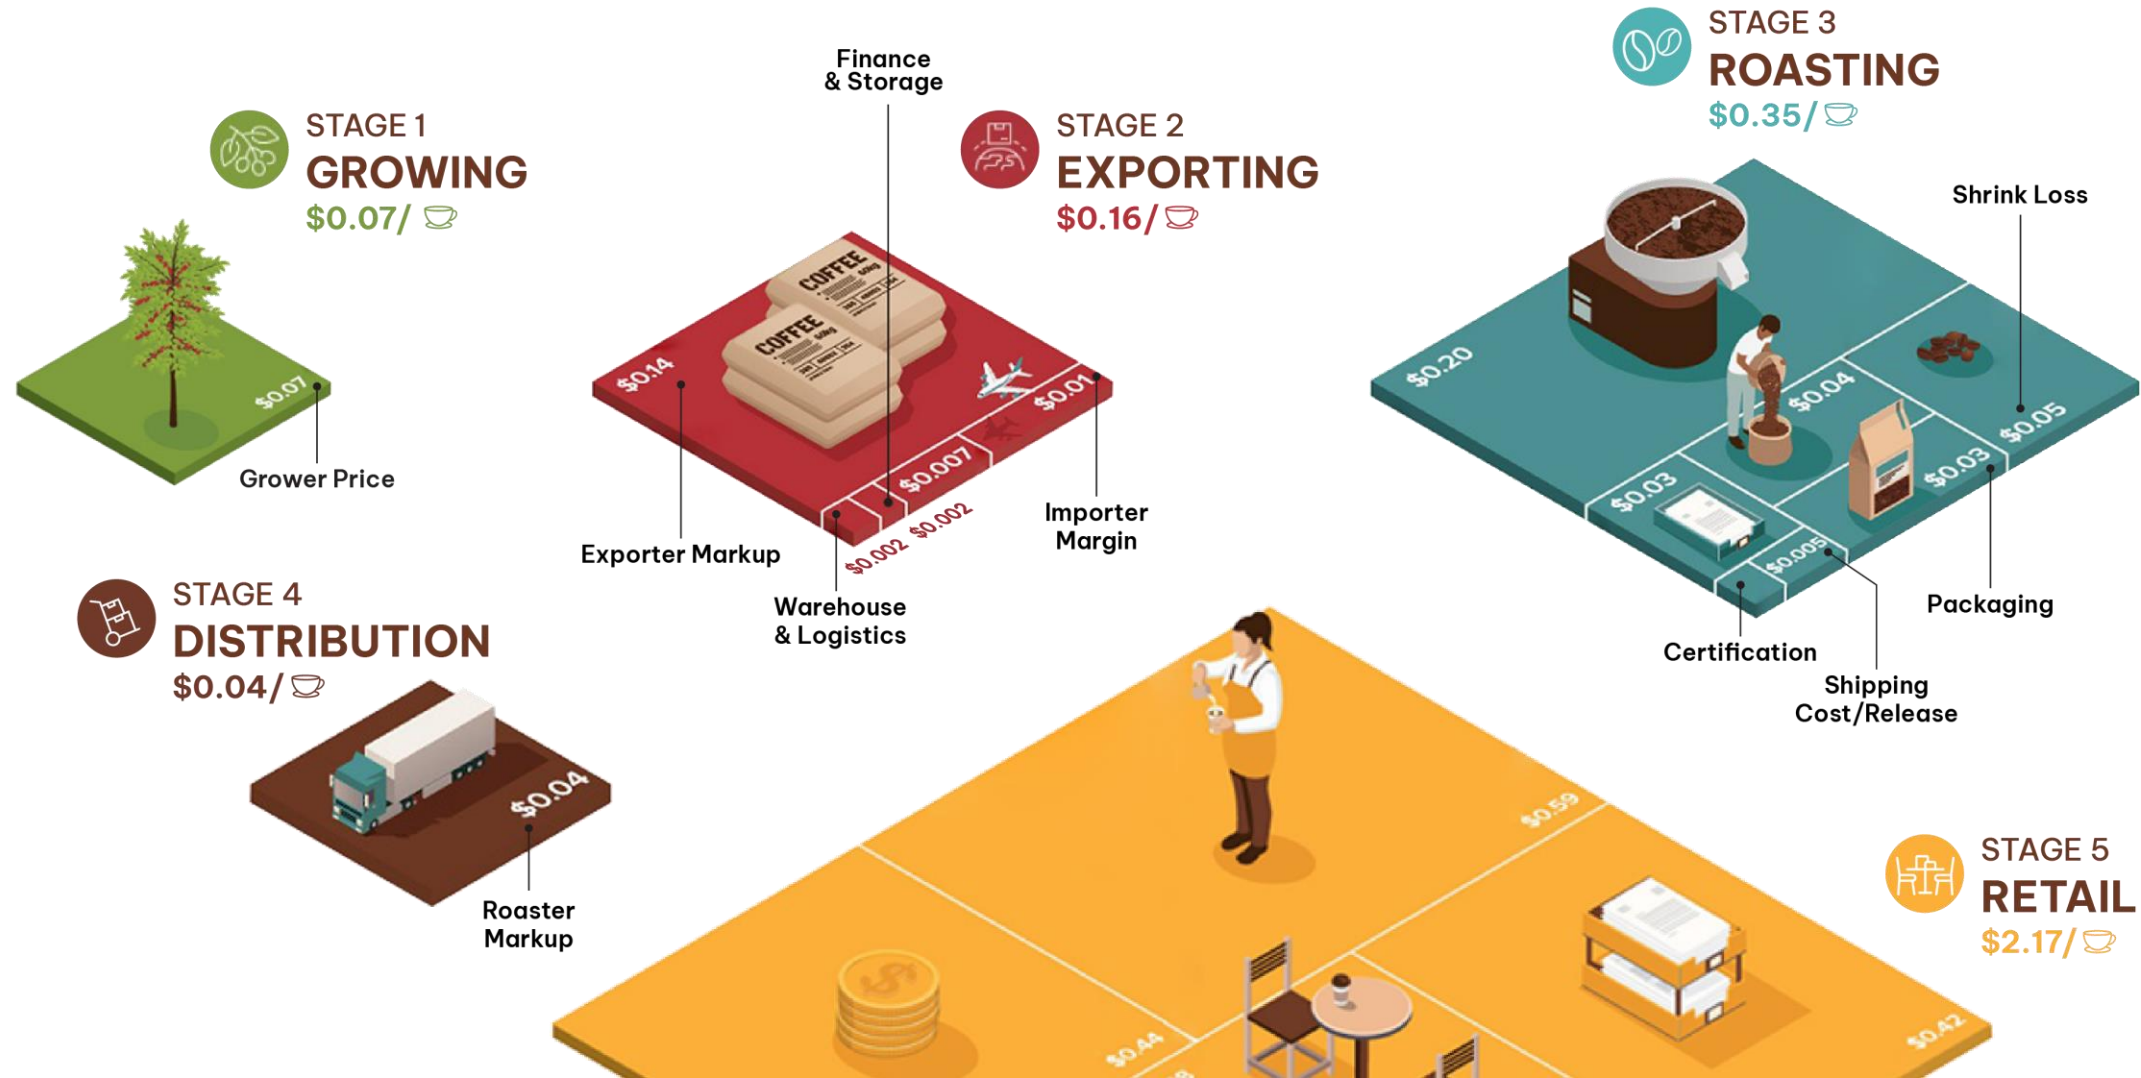 STAGE 1
GROWING
$0.07/
$0.07
Grower Price
Finance
& Storage
STAGE 2
EXPORTING
$0.16/
COFFEE
60kg
COFFEE
60kg
$0.14
$0.01
$0.007
$0.002
$0.002
Exporter Markup
Warehouse
& Logistics
Importer
Margin
STAGE 3
ROASTING
$0.35/
Shrink Loss
$0.20
$0.04
$0.05
$0.03
$0.03
$0.005
Packaging
Certification
Shipping
Cost/Release
STAGE 4
DISTRIBUTION
$0.04/
$0.04
Roaster
Markup
STAGE 5
RETAIL
$2.17/
$0.59
$0.44
$0.42